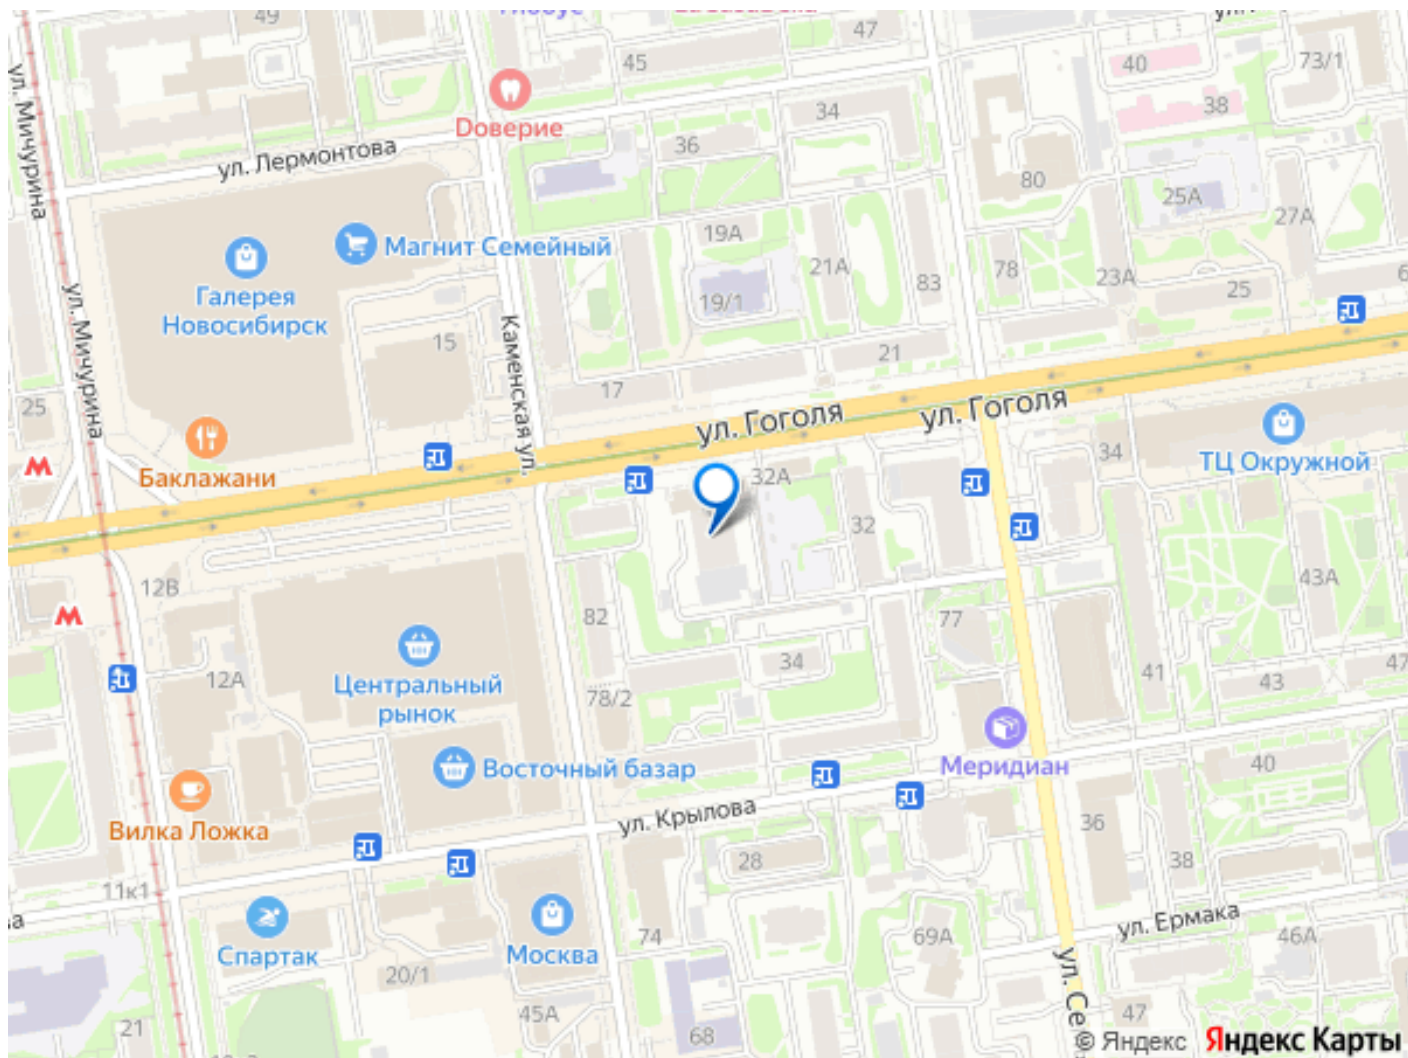 49
47
45
40
73/1
38
34
36
Доверие
ул. Мичурина
ул. Лермонтова
80
25А
27А
19А
Магнит Семейный
21А
78
83
23А
25
Галерея
Новосибирск
19/1
ул. Мичурина
Каменская ул.
15
21
17
25
ул. Гоголя
ул. Гоголя
Баклажани
34
ТЦ Окружной
32А
32
12В
43А
82
77
34
41
43
47
12А
Центральный
рынок
78/2
Меридиан
Восточный базар
40
Вилка Ложка
ул. Крылова
36
28
38
11к1
ул. Ермака
Спартак
Москва
74
69А
46А
20/1
ул. Се
45А
21
68
47
© Яндекс Яндекс Карты